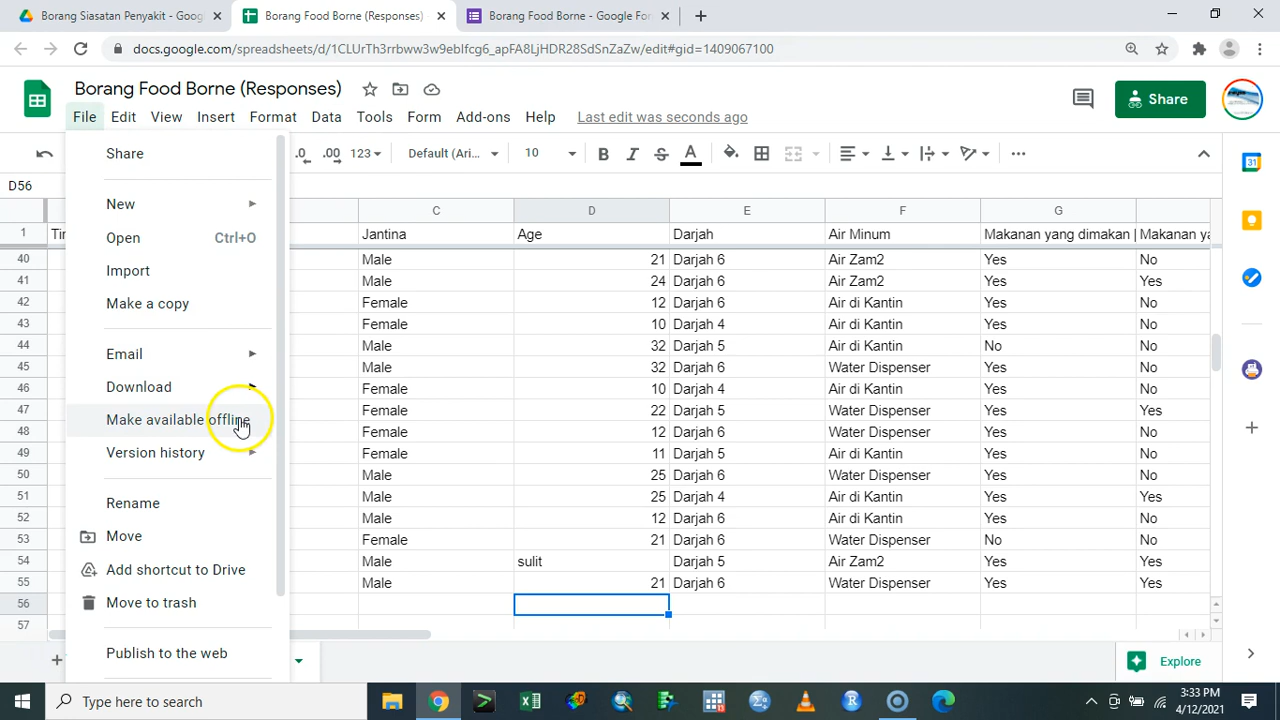 Borang Siasatan Penyakit - Goog
Borang Food Borne (Responses) -
Borang Food Borne - Google For
docs.google.com/spreadsheets/d/1CLUrTh3rrbww3w9eblfcg6_apFA8LjHDR28SdSnZaZw/edit#gid=1409067100
Borang Food Borne (Responses)
Share
File Edit View Insert Format Data Tools Form Add-ons Help Last edit was seconds ago
.0 .00 123 Default (Ari... 10 B I S A
D56
C D E F G
1 Tir Jantina Age Darjah Air Minum Makanan yang dimakan | Makanan ya
40 Male 21 Darjah 6 Air Zam2 Yes No
41 Male 24 Darjah 6 Air Zam2 Yes Yes
42 Female 12 Darjah 6 Air di Kantin Yes No
43 Female 10 Darjah 4 Air di Kantin Yes No
44 Male 32 Darjah 5 Air di Kantin No No
45 Male 32 Darjah 6 Water Dispenser Yes No
46 Female 10 Darjah 4 Air di Kantin Yes No
47 Female 22 Darjah 5 Water Dispenser Yes Yes
48 Female 12 Darjah 6 Water Dispenser Yes No
49 Female 11 Darjah 5 Air di Kantin Yes No
50 Male 25 Darjah 6 Water Dispenser Yes No
51 Male 25 Darjah 4 Air di Kantin Yes Yes
52 Male 12 Darjah 6 Air di Kantin Yes No
53 Female 21 Darjah 6 Water Dispenser No No
54 Male sulit Darjah 5 Air Zam2 Yes Yes
55 Male 21 Darjah 6 Water Dispenser Yes Yes
56
57
Share
New
Open Ctrl+O
Import
Make a copy
Email
Download
Make available offline
Version history
Rename
Move
Add shortcut to Drive
Move to trash
Publish to the web
Explore
31
Type here to search
3:33 PM
4/12/2021